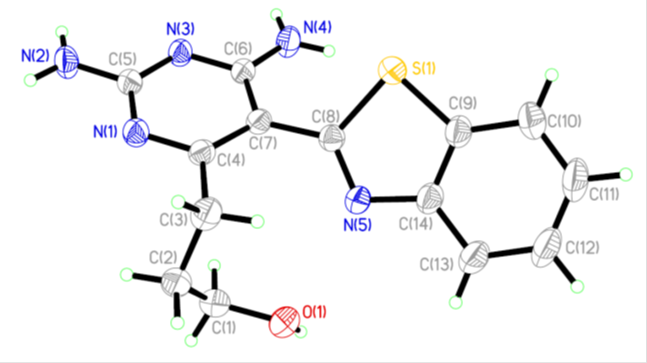 N(3)
N(4)
N(2)
C(5)
C(6)
S(1)
C(9)
N(1)
C(8)
C(10)
C(7)
C(4)
C(11)
C(3)
N(5)
C(14)
C(12)
C(2)
C(13)
O(1)
C(1)